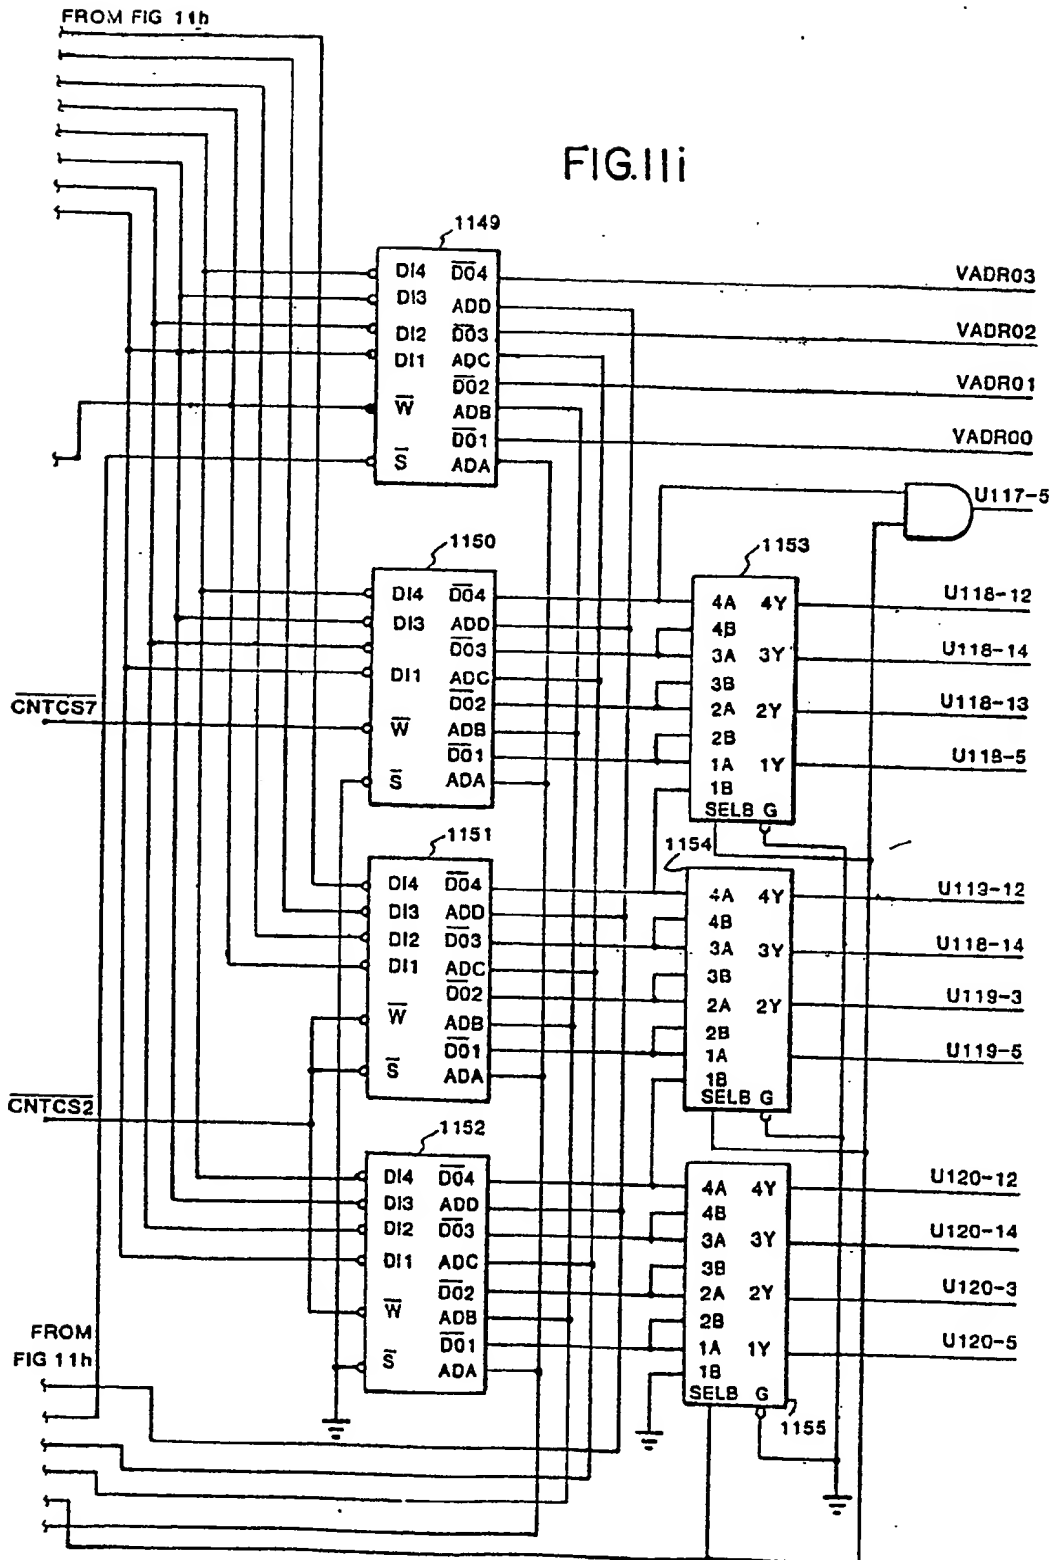 FROM FIG 11h
FIG.11i
1149
DI4 D̅O̅4 VADR03
DI3 ADD
DI2 D̅O̅3 VADR02
DI1 ADC
D̅O̅2 VADR01
W̅ ADB
D̅O̅1 VADR00
S̅ ADA
U117-5
1150 1153
DI4 D̅O̅4 4A 4Y U118-12
DI3 ADD 4B
D̅O̅3 3A 3Y U118-14
DI1 ADC 3B
C̅N̅T̅C̅S̅7̅ D̅O̅2 2A 2Y U118-13
W̅ ADB 2B
D̅O̅1 1A 1Y U118-5
S̅ ADA 1B
SELB G
1151 1154
DI4 D̅O̅4 4A 4Y U113-12
DI3 ADD 4B
DI2 D̅O̅3 3A 3Y U118-14
DI1 ADC 3B
D̅O̅2 2A 2Y U119-3
W̅ ADB 2B
D̅O̅1 1A 1Y U119-5
S̅ ADA 1B
SELB G
C̅N̅T̅C̅S̅2̅
1152
DI4 D̅O̅4 4A 4Y U120-12
DI3 ADD 4B
DI2 D̅O̅3 3A 3Y U120-14
DI1 ADC 3B
D̅O̅2 2A 2Y U120-3
W̅ ADB 2B
D̅O̅1 1A 1Y U120-5
S̅ ADA 1B
SELB G
1155
FROM
FIG 11h